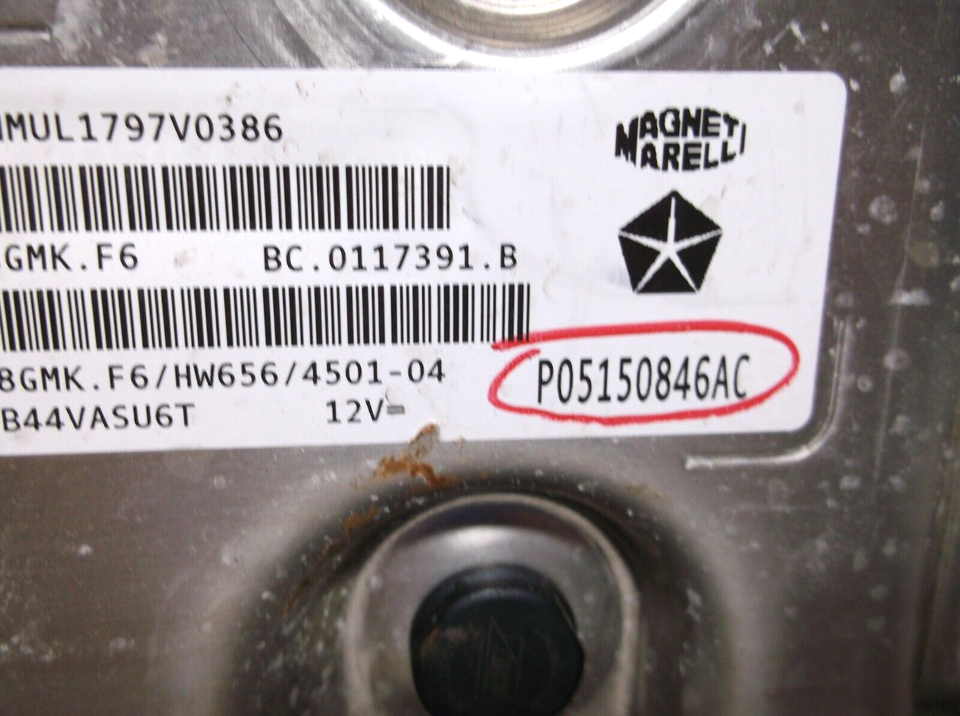 MUL1797V0386
MAGNETI
MARELLI
GMK.F6 BC.0117391.B
8GMK.F6/HW656/4501-04
P05150846AC
B44VASU6T 12V=